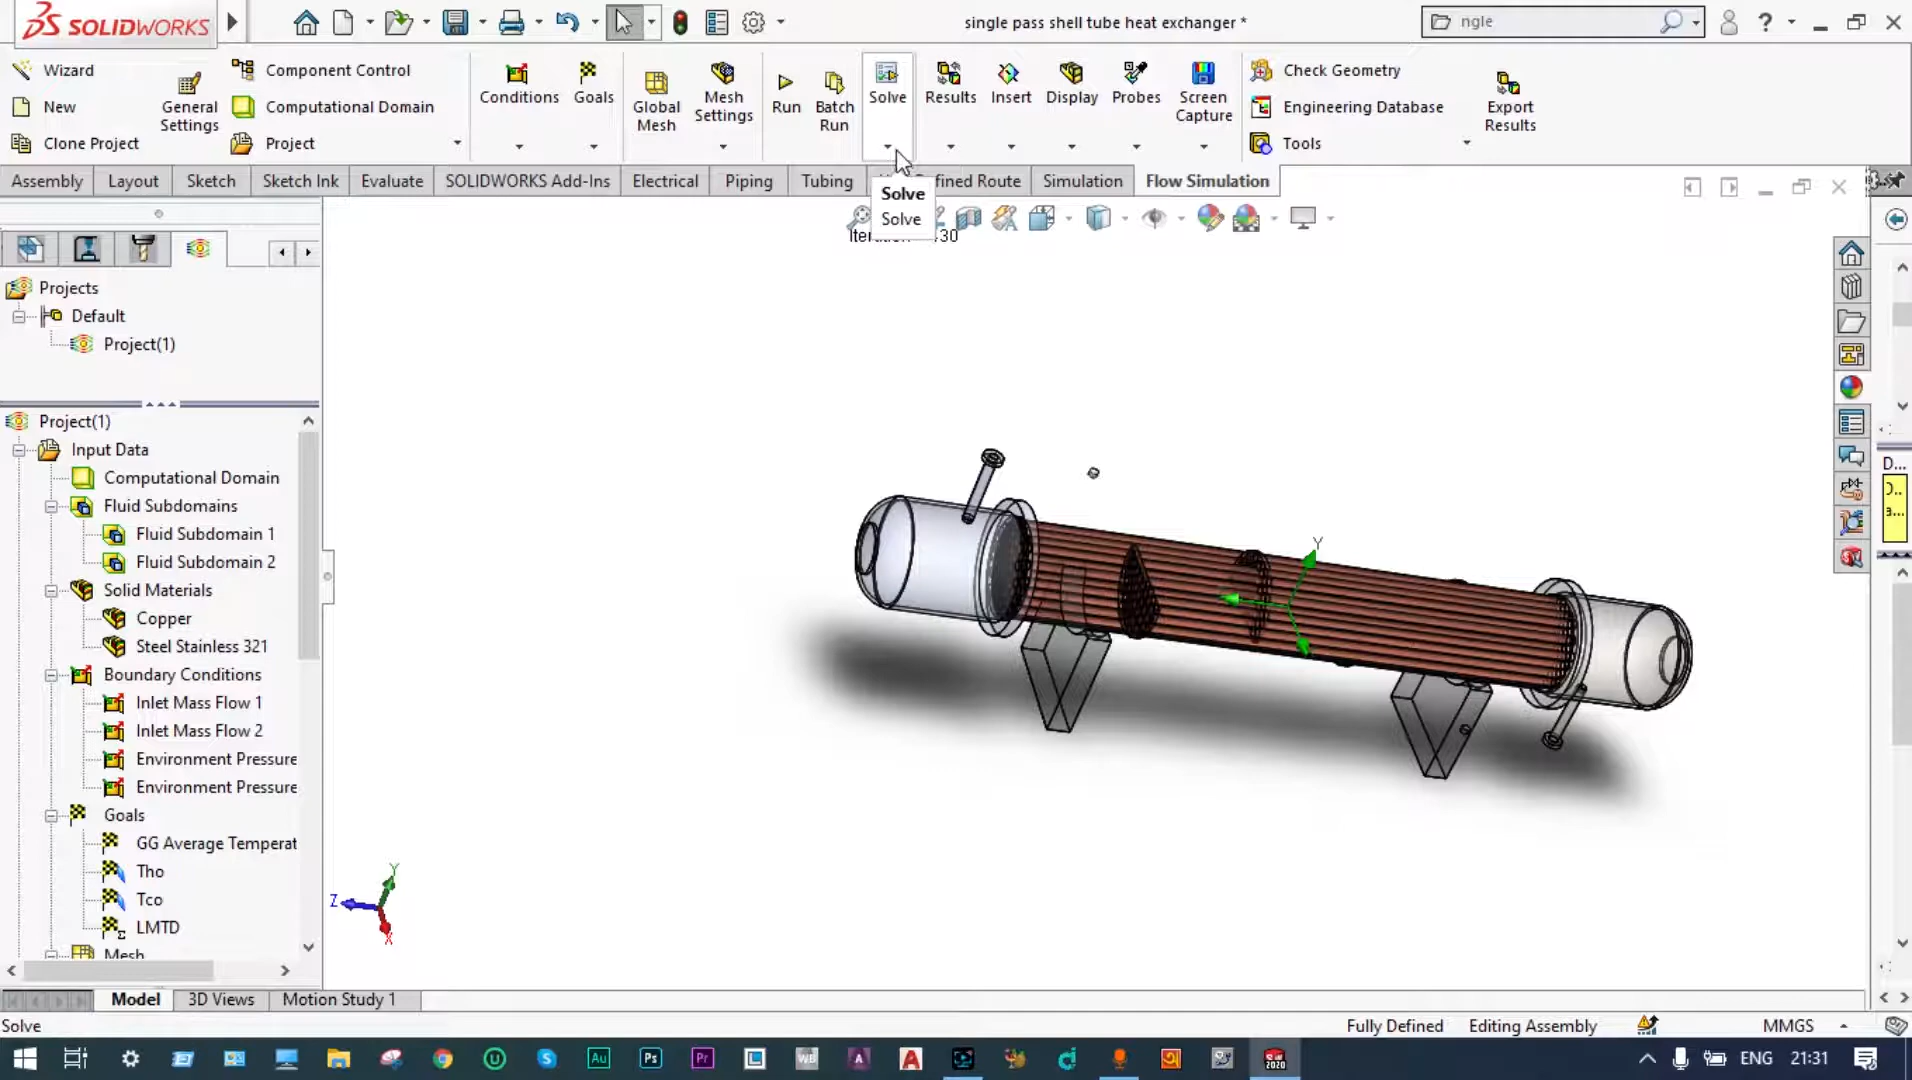 SOLIDWORKS
single pass shell tube heat exchanger *
ngle
Wizard
New
Clone Project
General
Settings
Component Control
Computational Domain
Project
Conditions
Goals
Global
Mesh
Mesh
Settings
Run
Batch
Run
Solve
Results
Insert
Display
Probes
Screen
Capture
Check Geometry
Engineering Database
Tools
Export
Results
Assembly
Layout
Sketch
Sketch Ink
Evaluate
SOLIDWORKS Add-Ins
Electrical
Piping
Tubing
Route
Simulation
Flow Simulation
Solve
Solve
Projects
Default
Project(1)
Project(1)
Input Data
Computational Domain
Fluid Subdomains
Fluid Subdomain 1
Fluid Subdomain 2
Solid Materials
Copper
Steel Stainless 321
Boundary Conditions
Inlet Mass Flow 1
Inlet Mass Flow 2
Environment Pressure
Environment Pressure
Goals
GG Average Temperat
Tho
Tco
LMTD
Mesh
Y
Y
Z
X
D...
Model
3D Views
Motion Study 1
Solve
Fully Defined
Editing Assembly
MMGS
Au
Ps
Pr
L
WB
A
A
2020
ENG
21:31